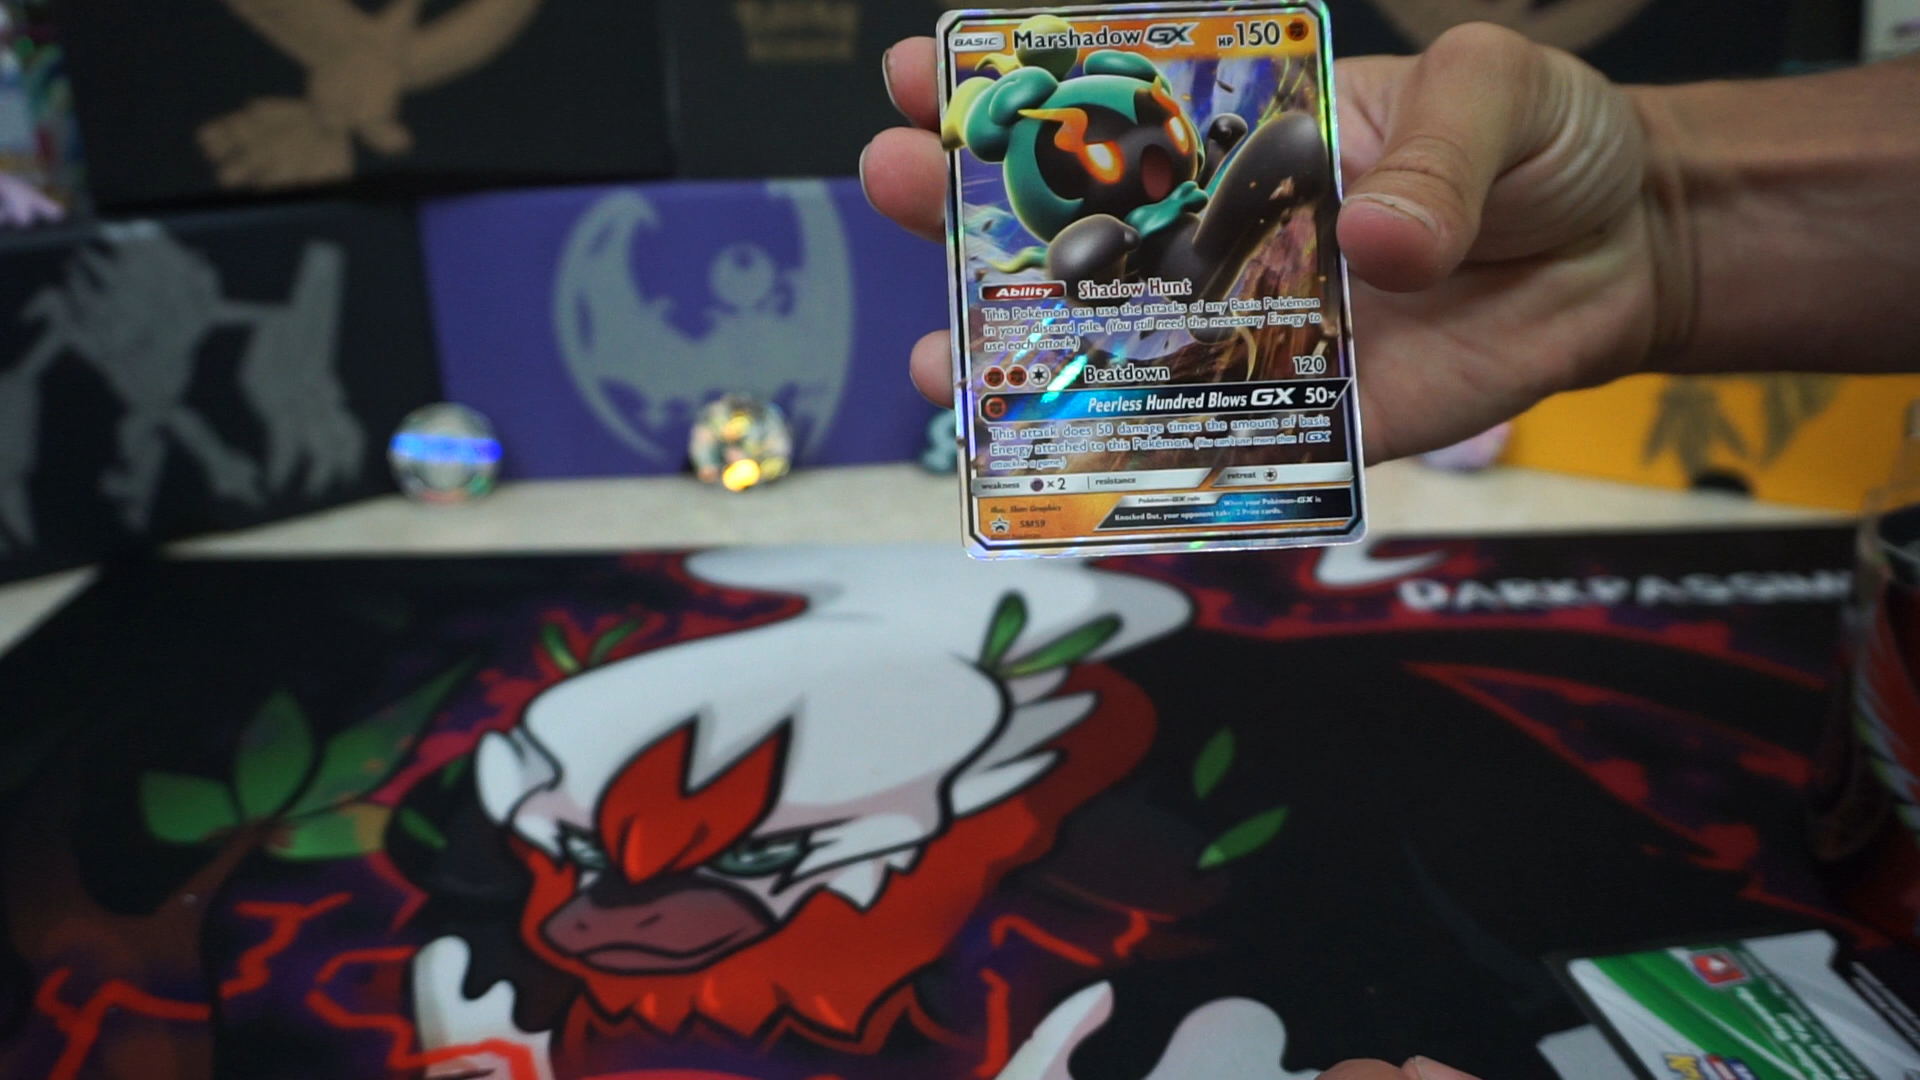 BASIC Marshadow GX HP 150
Ability Shadow Hunt
This Pokémon can use the attacks of any Basic Pokémon
in your discard pile. (You still need the necessary Energy to
use each attack.)
Beatdown 120
Peerless Hundred Blows GX 50×
This attack does 50 damage times the amount of basic
Energy attached to this Pokémon. (You can't use more than 1 GX
attack in a game.)
weakness ×2 resistance retreat
Pokémon-GX rule When your Pokémon-GX is
Knocked Out, your opponent takes 2 Prize cards.
Illus. 5ban Graphics
SM59